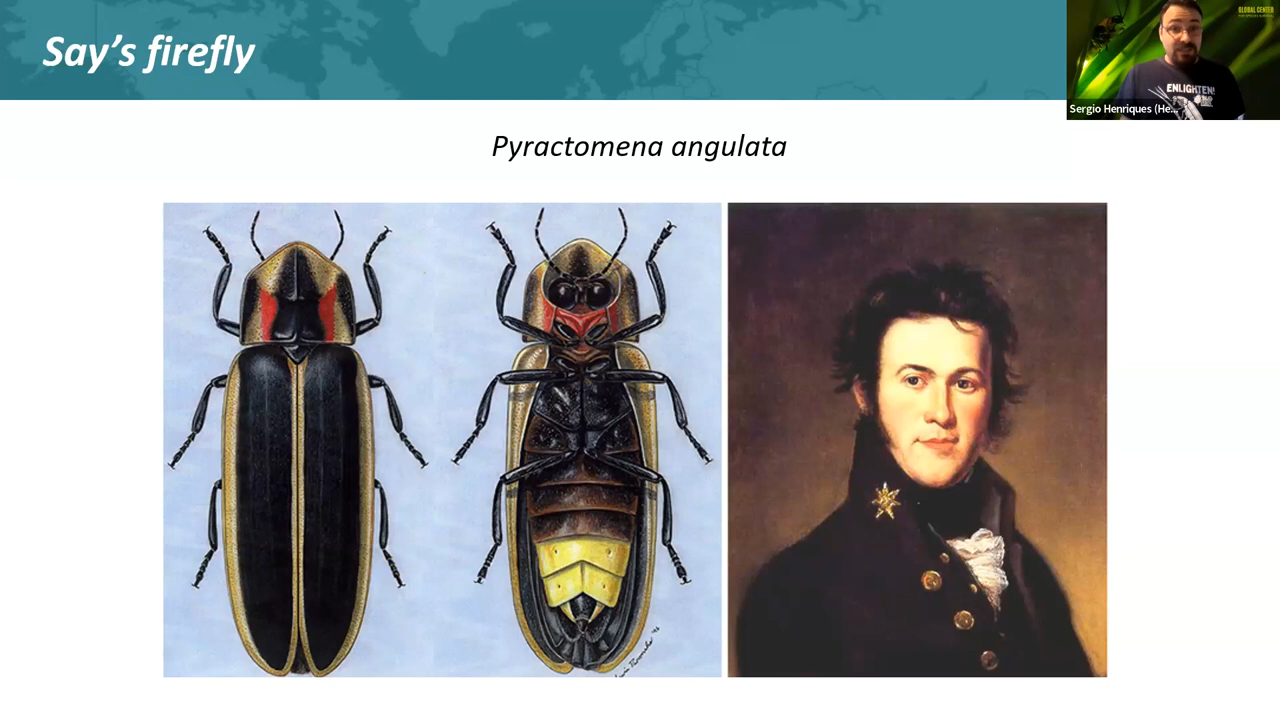 Say's firefly
GLOBAL CENTER
ENLIGHTEN!
Sergio Henriques (He...
Pyractomena angulata